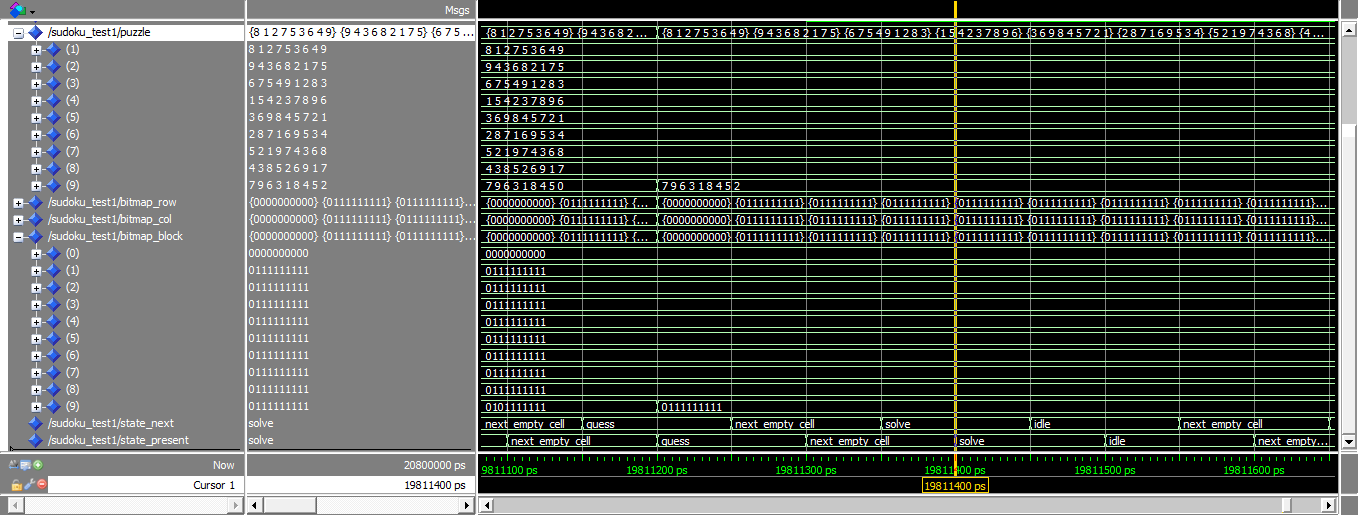 Msgs
/sudoku_test1/puzzle {8 1 2 7 5 3 6 4 9} {9 4 3 6 8 2 1 7 5} {6 7 5 ... {8 1 2 7 5 3 6 4 9} {9 4 3 6 8 2 ... {8 1 2 7 5 3 6 4 9} {9 4 3 6 8 2 1 7 5} {6 7 5 4 9 1 2 8 3} {1 5 4 2 3 7 8 9 6} {3 6 9 8 4 5 7 2 1} {2 8 7 1 6 9 5 3 4} {5 2 1 9 7 4 3 6 8} {4 ...
(1) 8 1 2 7 5 3 6 4 9 8 1 2 7 5 3 6 4 9
(2) 9 4 3 6 8 2 1 7 5 9 4 3 6 8 2 1 7 5
(3) 6 7 5 4 9 1 2 8 3 6 7 5 4 9 1 2 8 3
(4) 1 5 4 2 3 7 8 9 6 1 5 4 2 3 7 8 9 6
(5) 3 6 9 8 4 5 7 2 1 3 6 9 8 4 5 7 2 1
(6) 2 8 7 1 6 9 5 3 4 2 8 7 1 6 9 5 3 4
(7) 5 2 1 9 7 4 3 6 8 5 2 1 9 7 4 3 6 8
(8) 4 3 8 5 2 6 9 1 7 4 3 8 5 2 6 9 1 7
(9) 7 9 6 3 1 8 4 5 2 7 9 6 3 1 8 4 5 0 7 9 6 3 1 8 4 5 2
/sudoku_test1/bitmap_row {0000000000} {0111111111} {0111111111}... {0000000000} {0111111111} {... {0000000000} {0111111111} {0111111111} {0111111111} {0111111111} {0111111111} {0111111111} {0111111111} {0111111111}...
/sudoku_test1/bitmap_col {0000000000} {0111111111} {0111111111}... {0000000000} {0111111111} {... {0000000000} {0111111111} {0111111111} {0111111111} {0111111111} {0111111111} {0111111111} {0111111111} {0111111111}...
/sudoku_test1/bitmap_block {0000000000} {0111111111} {0111111111}... {0000000000} {0111111111} {... {0000000000} {0111111111} {0111111111} {0111111111} {0111111111} {0111111111} {0111111111} {0111111111} {0111111111}...
(0) 0000000000 0000000000
(1) 0111111111 0111111111
(2) 0111111111 0111111111
(3) 0111111111 0111111111
(4) 0111111111 0111111111
(5) 0111111111 0111111111
(6) 0111111111 0111111111
(7) 0111111111 0111111111
(8) 0111111111 0111111111
(9) 0111111111 0101111111 0111111111
/sudoku_test1/state_next solve next_empty_cell guess next_empty_cell solve idle next_empty_cell
/sudoku_test1/state_present solve next_empty_cell guess next_empty_cell solve idle next_empty...
Now 20800000 ps 9811100 ps 19811200 ps 19811300 ps 19811400 ps 19811500 ps 19811600 ps
Cursor 1 19811400 ps 19811400 ps